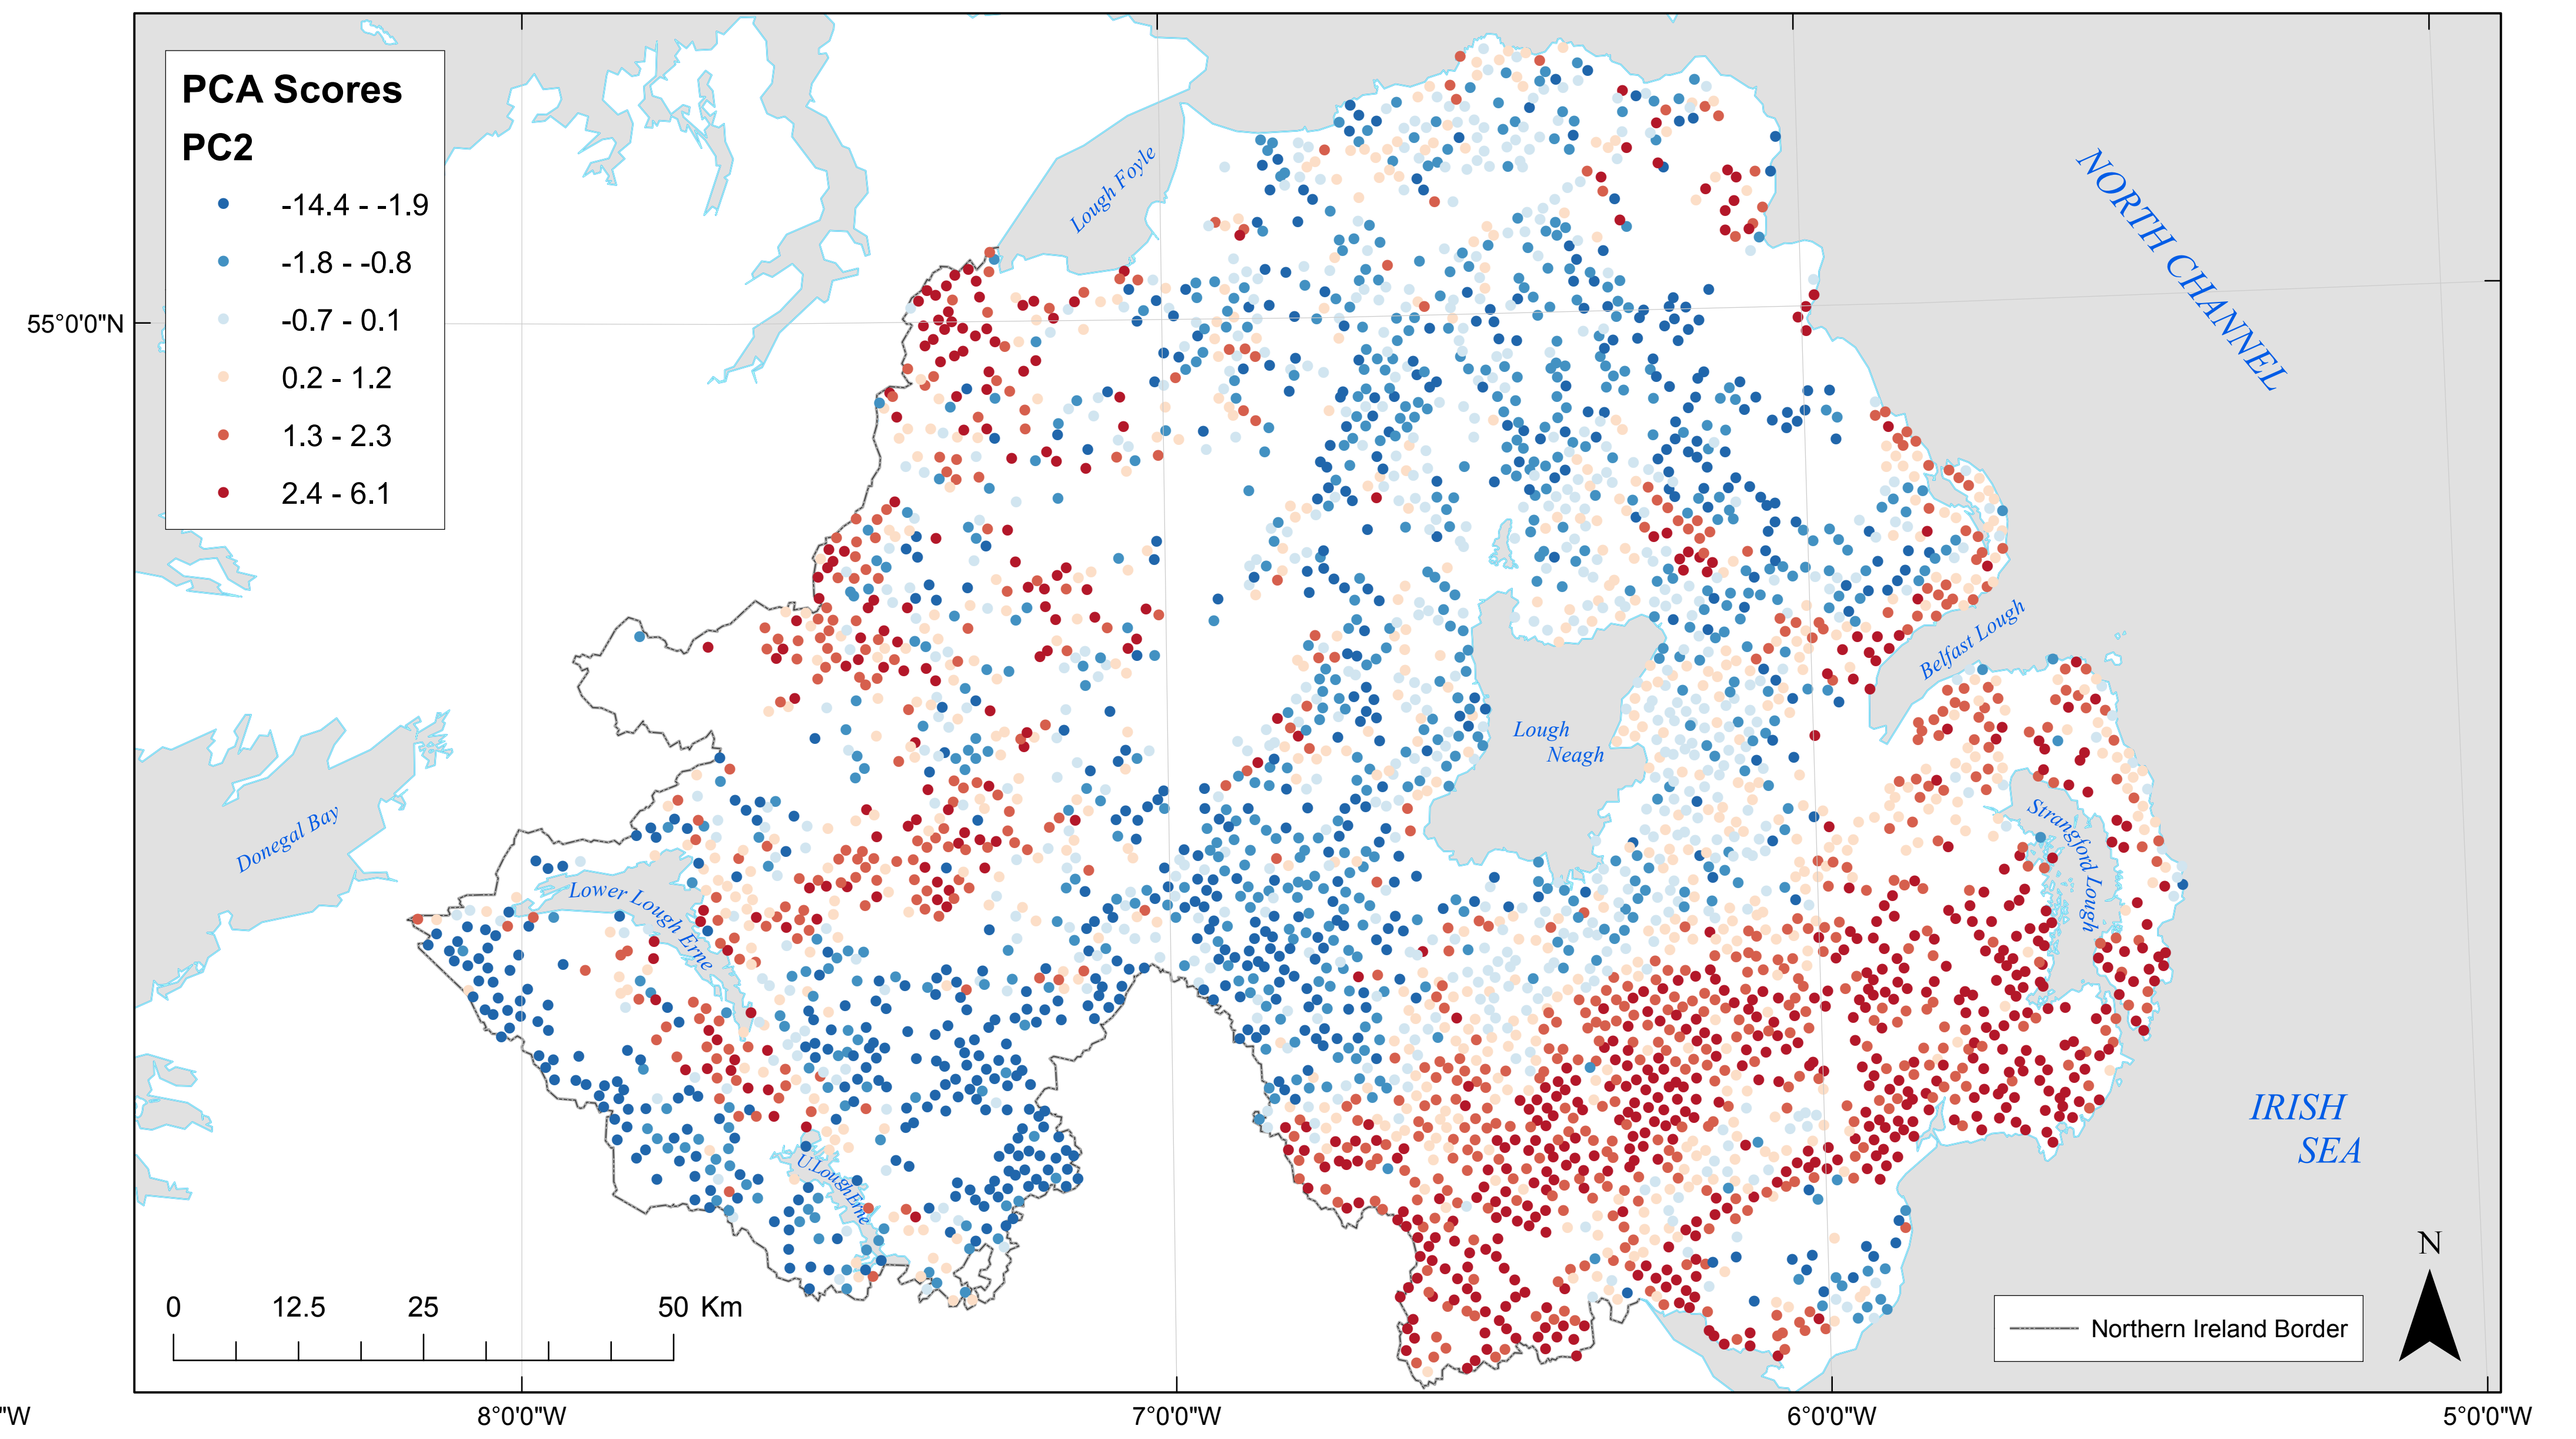 PCA Scores
PC2
-14.4 - -1.9
-1.8 - -0.8
-0.7 - 0.1
0.2 - 1.2
1.3 - 2.3
2.4 - 6.1
Lough Foyle
NORTH CHANNEL
55°0'0"N
Belfast Lough
Lough
Neagh
Donegal Bay
Strangford Lough
Lower Lough Erne
U.Lough Erne
IRISH
SEA
N
0 12.5 25 50 Km
Northern Ireland Border
"W 8°0'0"W 7°0'0"W 6°0'0"W 5°0'0"W